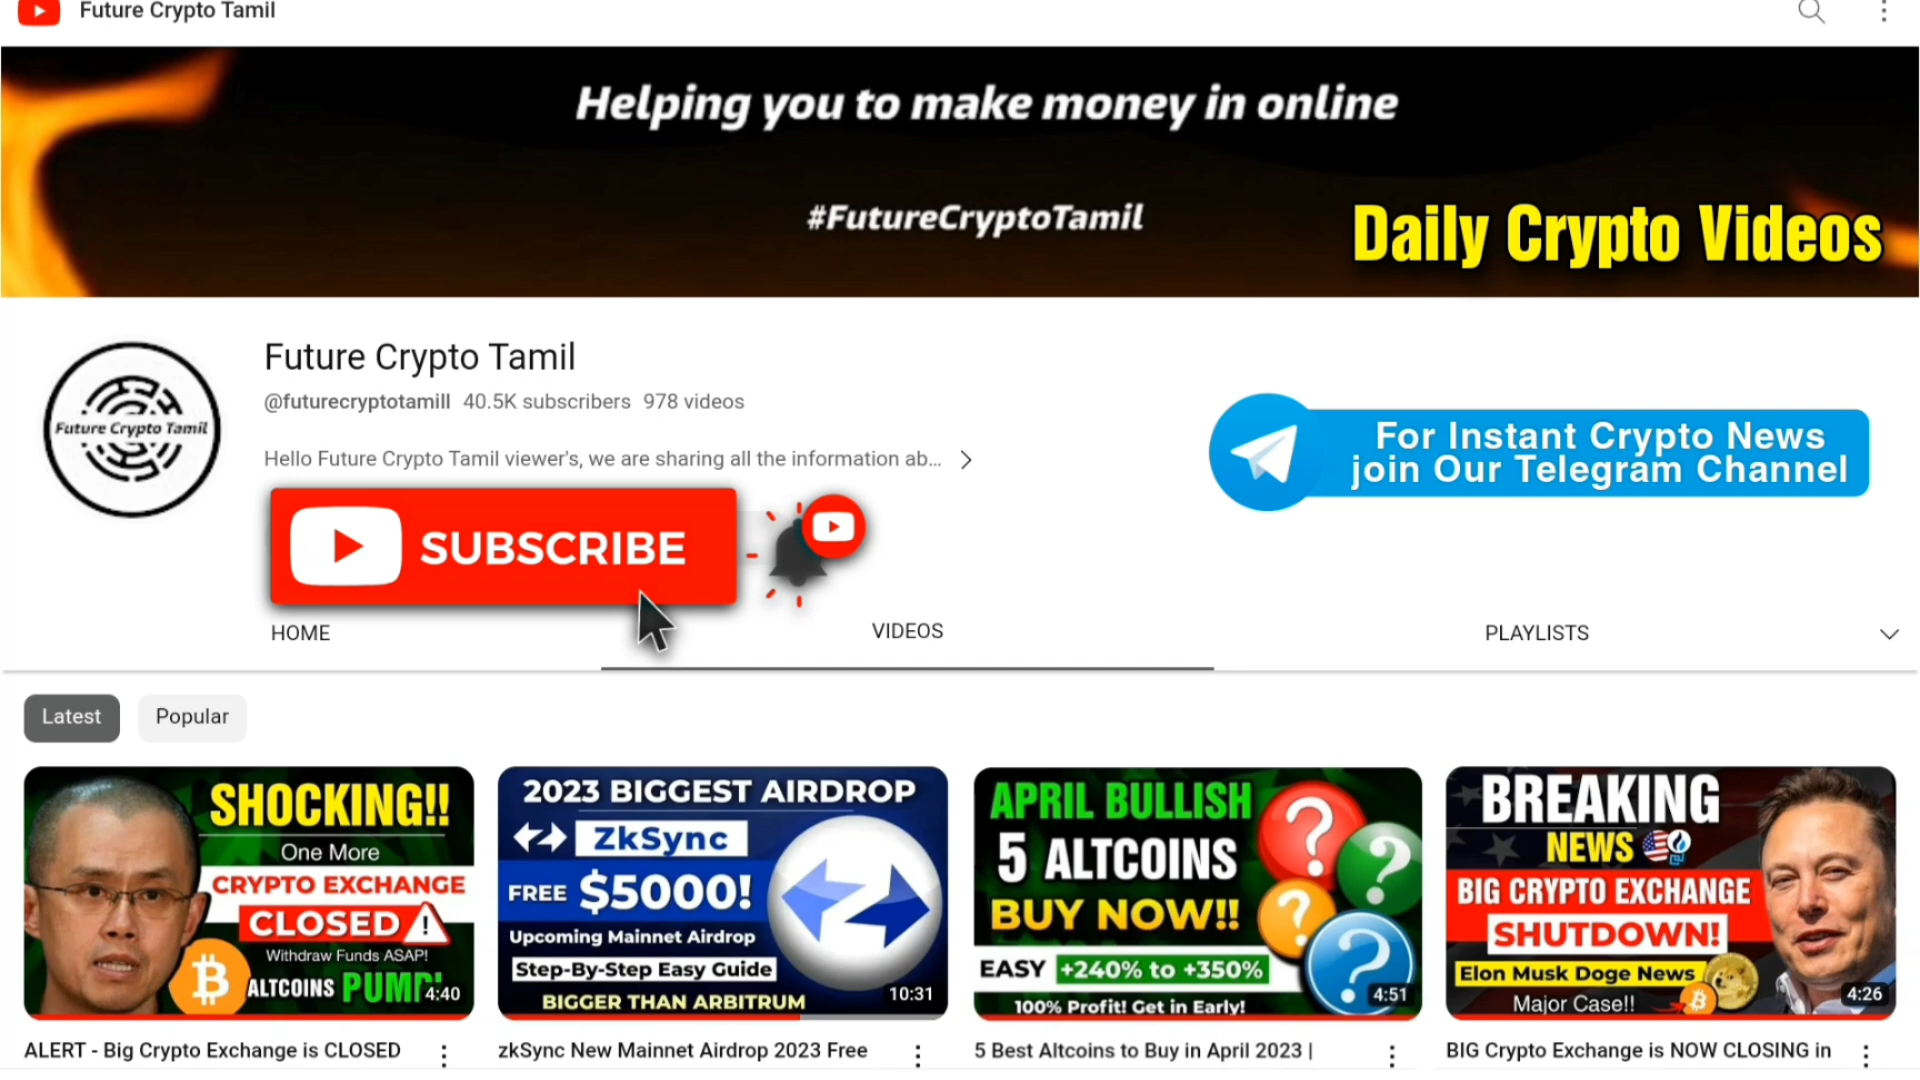 Future Crypto Tamil
Helping you to make money in online
#FutureCryptoTamil
Daily Crypto Videos
Future Crypto Tamil
Future Crypto Tamil
@futurecryptotamill 40.5K subscribers 978 videos
Hello Future Crypto Tamil viewer's, we are sharing all the information ab...
For Instant Crypto News
join Our Telegram Channel
SUBSCRIBE
HOME
VIDEOS
PLAYLISTS
Latest
Popular
SHOCKING!!
One More
CRYPTO EXCHANGE
CLOSED
Withdraw Funds ASAP!
ALTCOINS PUMP!
4:40
ALERT - Big Crypto Exchange is CLOSED
2023 BIGGEST AIRDROP
ZkSync
FREE $5000!
Upcoming Mainnet Airdrop
Step-By-Step Easy Guide
BIGGER THAN ARBITRUM
10:31
zkSync New Mainnet Airdrop 2023 Free
APRIL BULLISH
5 ALTCOINS
BUY NOW!!
EASY +240% to +350%
100% Profit! Get in Early!
4:51
5 Best Altcoins to Buy in April 2023 |
BREAKING
NEWS
BIG CRYPTO EXCHANGE
SHUTDOWN!
Elon Musk Doge News
Major Case!!
4:26
BIG Crypto Exchange is NOW CLOSING in